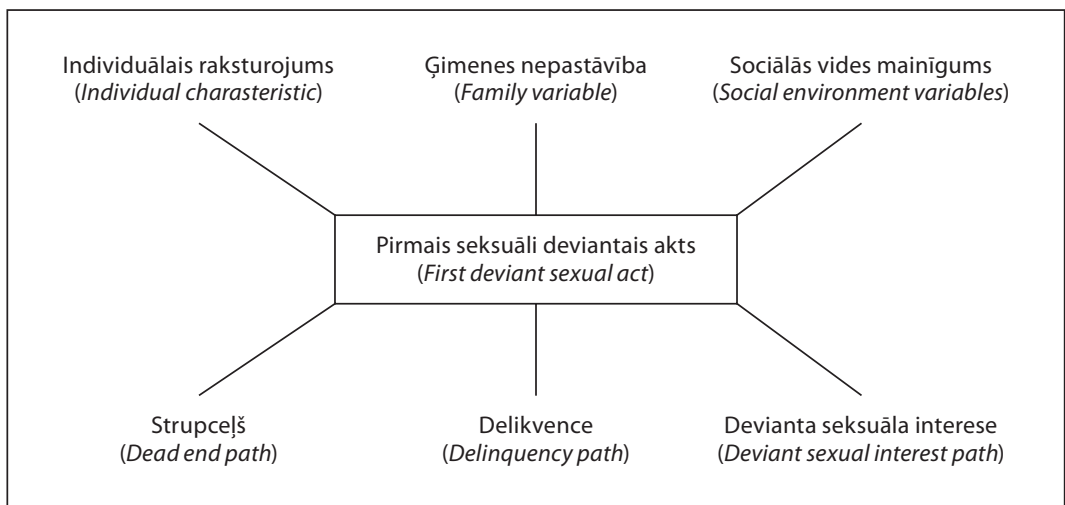 Individuālais raksturojums
(Individual charasteristic)
Ģimenes nepastāvība
(Family variable)
Sociālās vides mainīgums
(Social environment variables)
Pirmais seksuāli deviantais akts
(First deviant sexual act)
Strupceļš
(Dead end path)
Delikvence
(Delinquency path)
Devianta seksuāla interese
(Deviant sexual interest path)